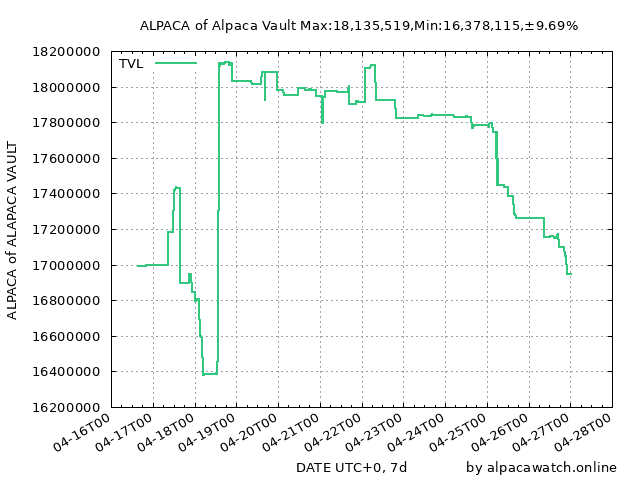 ALPACA of Alpaca Vault Max:18,135,519,Min:16,378,115,±9.69%
TVL
ALPACA of ALAPACA VAULT
18200000
18000000
17800000
17600000
17400000
17200000
17000000
16800000
16600000
16400000
16200000
04-16T00
04-17T00
04-18T00
04-19T00
04-20T00
04-21T00
04-22T00
04-23T00
04-24T00
04-25T00
04-26T00
04-27T00
04-28T00
DATE UTC+0, 7d
by alpacawatch.online